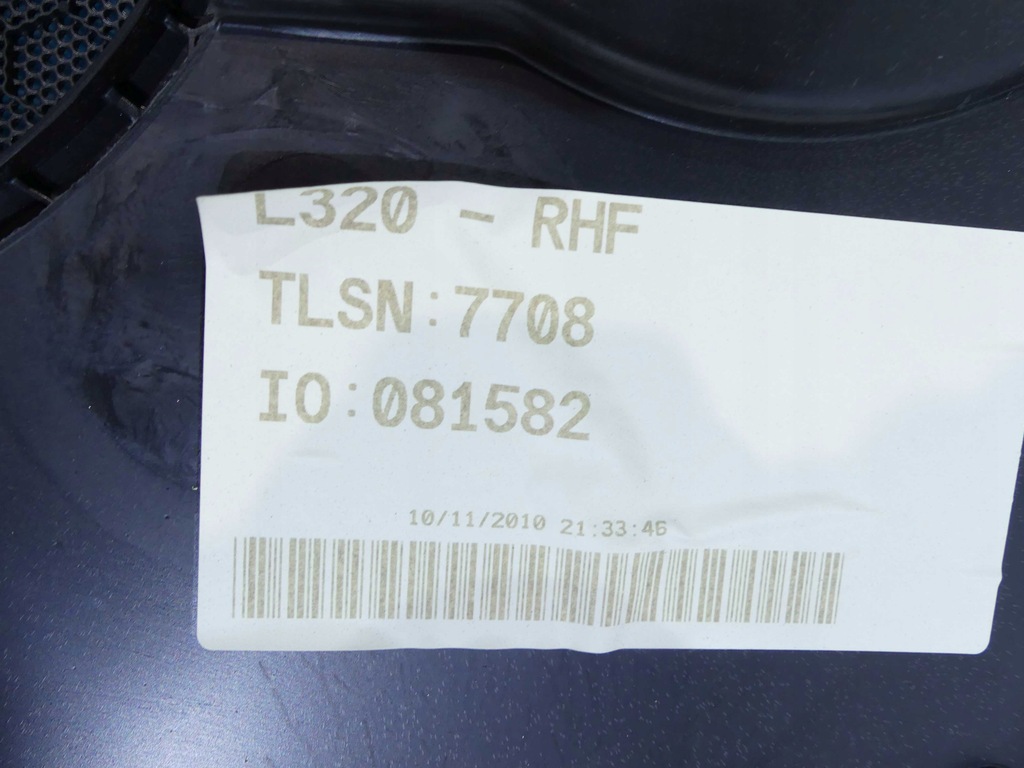 L320 - RHF
TLSN:7708
IO:081582
10/11/2010 21:33:46